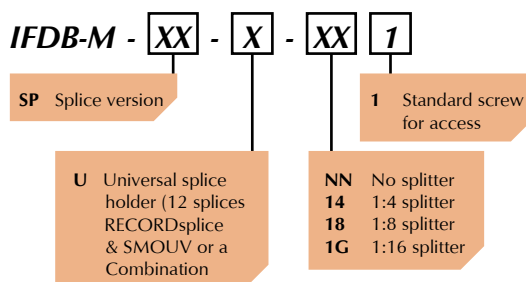 IFDB-M - XX - X - XX 1
SP Splice version
1 Standard screw
for access
U Universal splice
holder (12 splices
RECORDsplice
& SMOUV or a
Combination
NN No splitter
14 1:4 splitter
18 1:8 splitter
1G 1:16 splitter